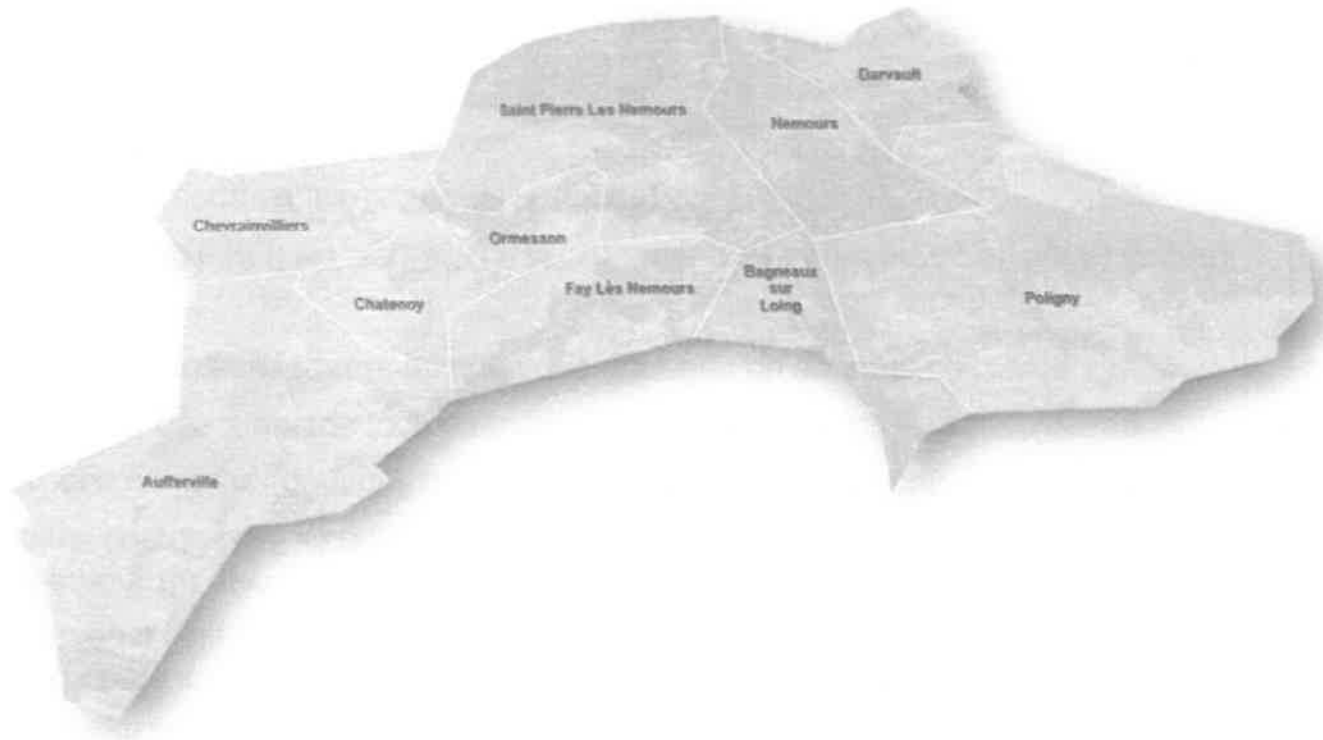 Darvault
Saint Pierre Les Nemours
Nemours
Chevrainvilliers
Ormesson
Bagneaux
sur
Loing
Fay Lès Nemours
Chatenoy
Poligny
Aufferville